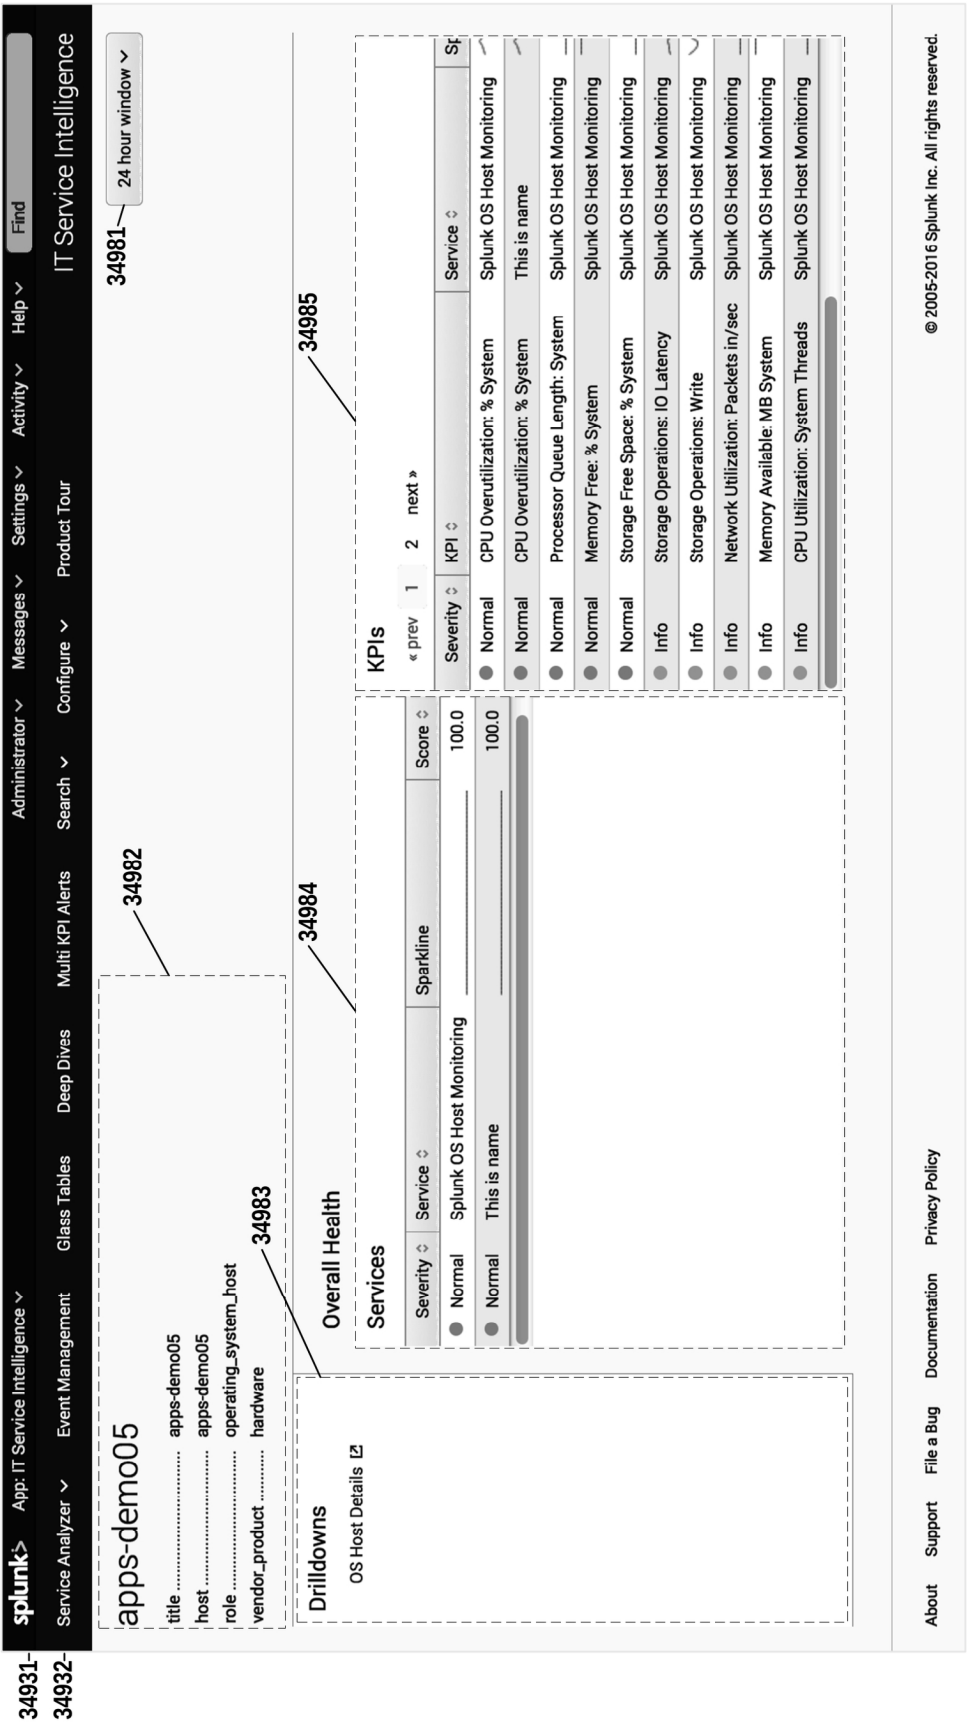 34931
splunk> App: IT Service Intelligence Administrator Messages Settings Activity Help Find
34932
Service Analyzer Event Management Glass Tables Deep Dives Multi KPI Alerts Search Configure Product Tour IT Service Intelligence
apps-demo05
34982
34981
24 hour window
title ........................ apps-demo05
host ........................ apps-demo05
role ........................ operating_system_host
vendor_product ............ hardware
34983
34984
34985
Drilldowns
OS Host Details
Overall Health
Services
Severity Service Sparkline Score
Normal Splunk OS Host Monitoring 100.0
Normal This is name 100.0
KPIs
« prev 1 2 next »
Severity KPI Service Sp
Normal CPU Overutilization: % System Splunk OS Host Monitoring
Normal CPU Overutilization: % System This is name
Normal Processor Queue Length: System Splunk OS Host Monitoring
Normal Memory Free: % System Splunk OS Host Monitoring
Normal Storage Free Space: % System Splunk OS Host Monitoring
Info Storage Operations: IO Latency Splunk OS Host Monitoring
Info Storage Operations: Write Splunk OS Host Monitoring
Info Network Utilization: Packets in/sec Splunk OS Host Monitoring
Info Memory Available: MB System Splunk OS Host Monitoring
Info CPU Utilization: System Threads Splunk OS Host Monitoring
About Support File a Bug Documentation Privacy Policy © 2005-2016 Splunk Inc. All rights reserved.